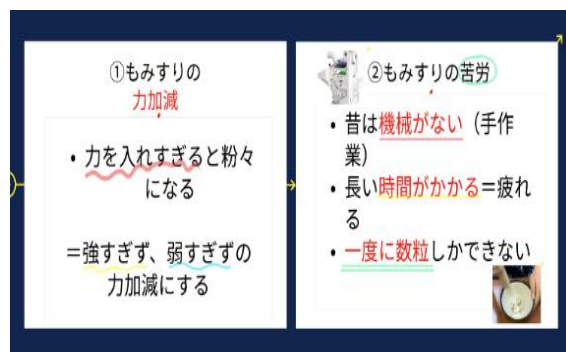 ①もみすりの
力加減
• 力を入れすぎると粉々
になる
＝強すぎず、弱すぎずの
力加減にする
②もみすりの苦労
• 昔は機械がない（手作
業）
• 長い時間がかかる＝疲れ
る
• 一度に数粒しかできない